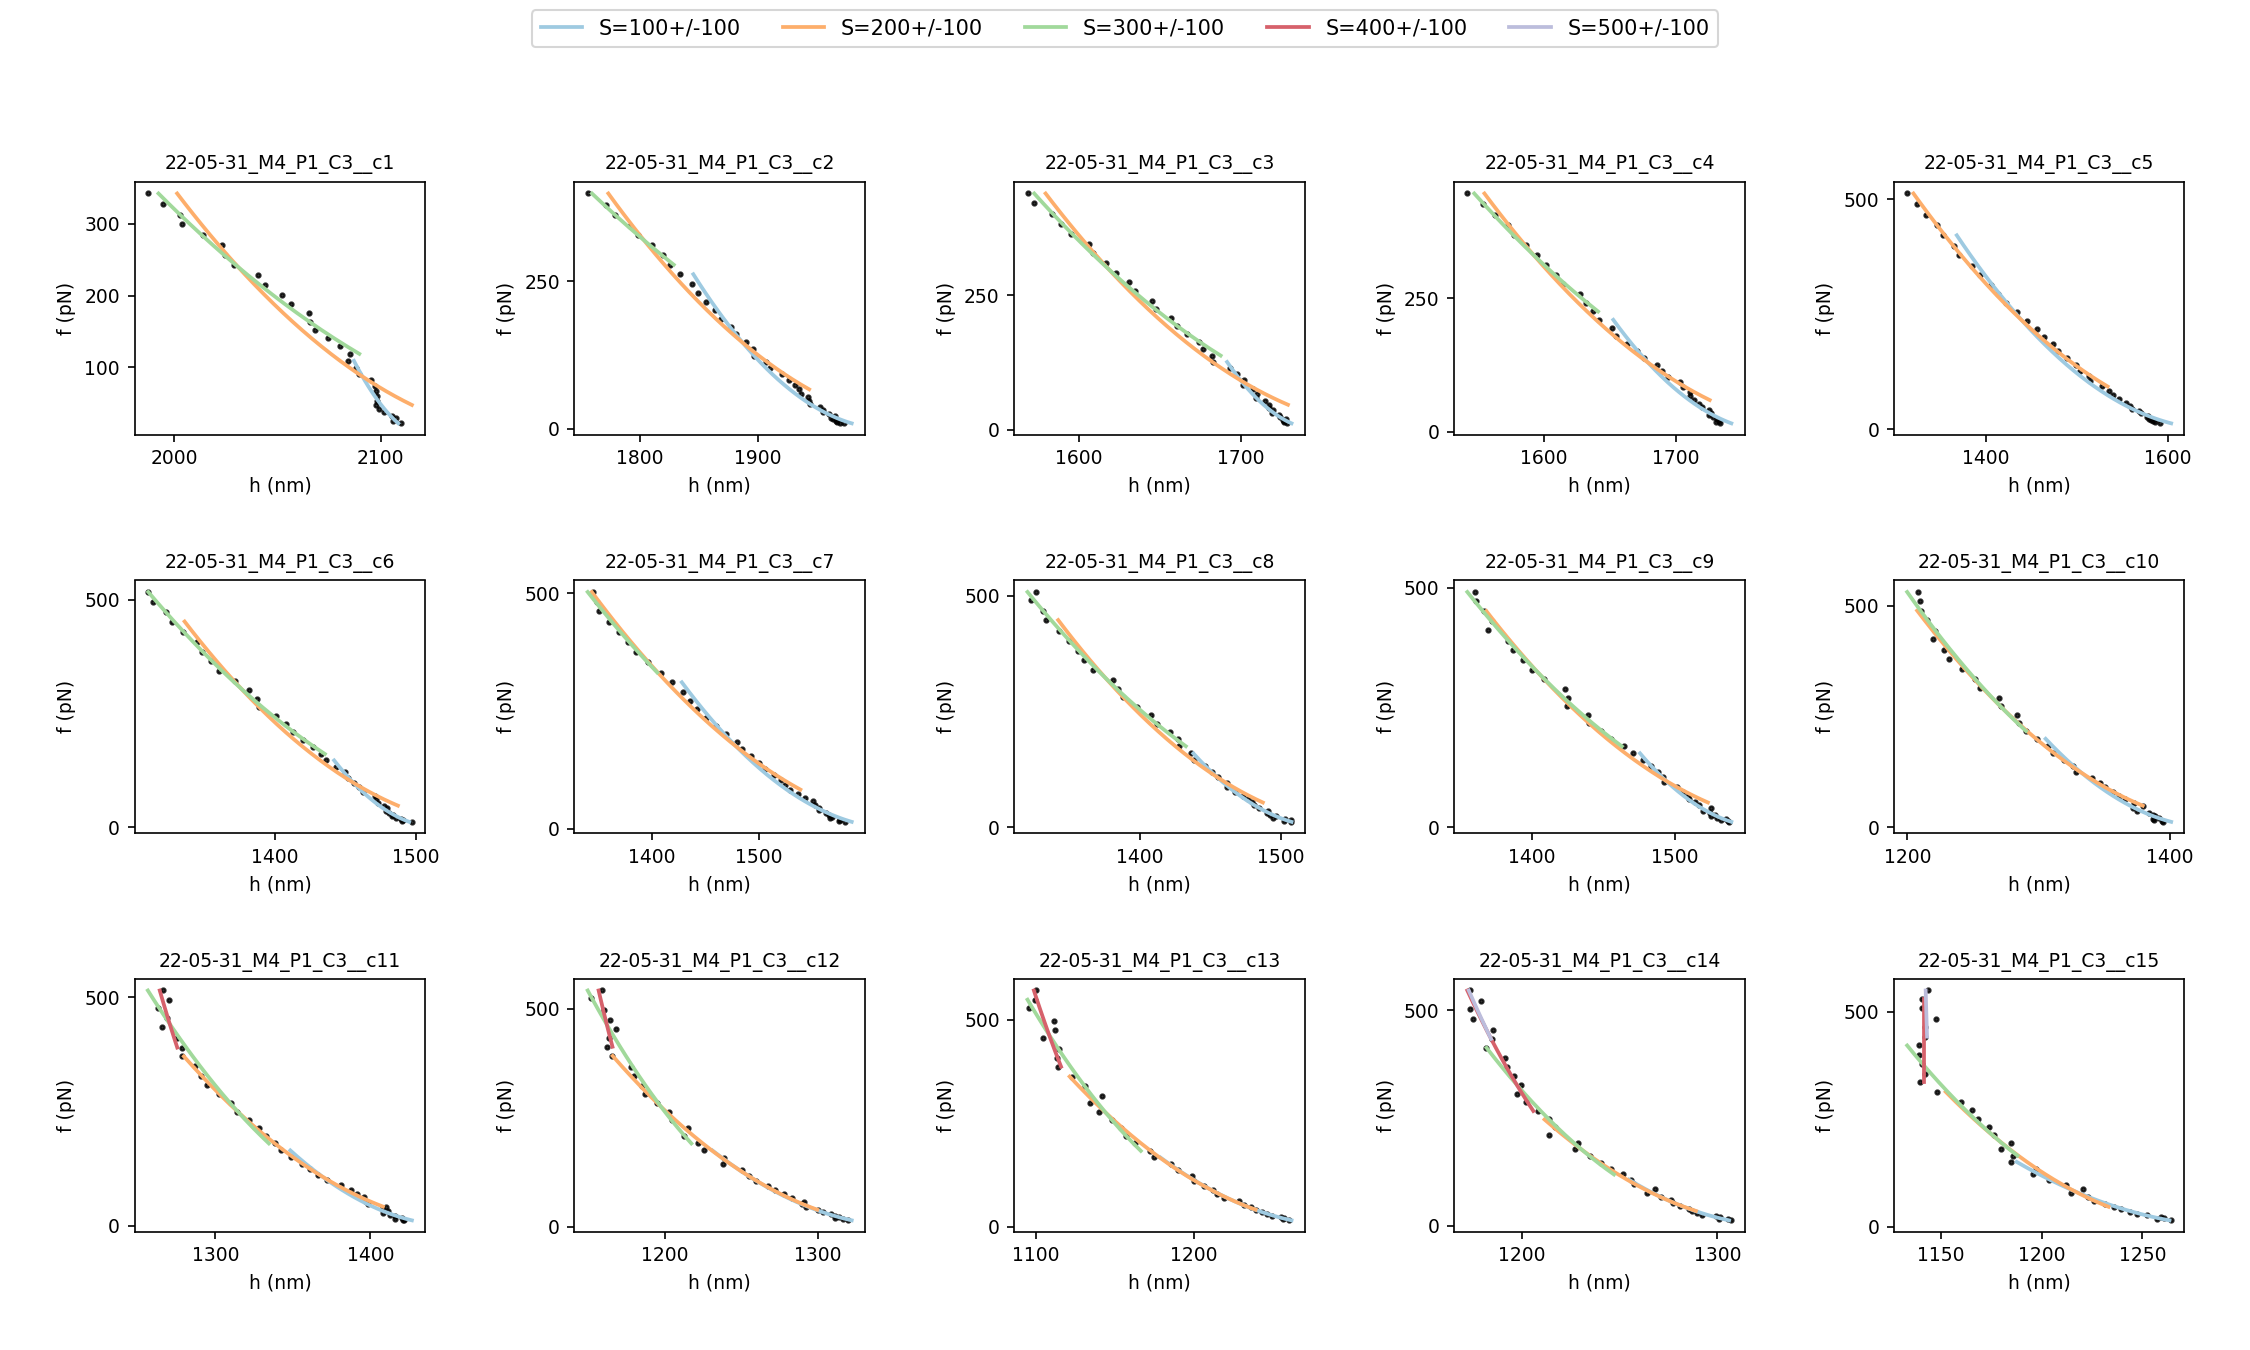 S=100+/-100 S=200+/-100 S=300+/-100 S=400+/-100 S=500+/-100
22-05-31_M4_P1_C3__c1
300
200
100
f (pN)
2000 2100
h (nm)
22-05-31_M4_P1_C3__c2
250
0
f (pN)
1800 1900
h (nm)
22-05-31_M4_P1_C3__c3
250
0
f (pN)
1600 1700
h (nm)
22-05-31_M4_P1_C3__c4
250
0
f (pN)
1600 1700
h (nm)
22-05-31_M4_P1_C3__c5
500
0
f (pN)
1400 1600
h (nm)
22-05-31_M4_P1_C3__c6
500
0
f (pN)
1400 1500
h (nm)
22-05-31_M4_P1_C3__c7
500
0
f (pN)
1400 1500
h (nm)
22-05-31_M4_P1_C3__c8
500
0
f (pN)
1400 1500
h (nm)
22-05-31_M4_P1_C3__c9
500
0
f (pN)
1400 1500
h (nm)
22-05-31_M4_P1_C3__c10
500
0
f (pN)
1200 1400
h (nm)
22-05-31_M4_P1_C3__c11
500
0
f (pN)
1300 1400
h (nm)
22-05-31_M4_P1_C3__c12
500
0
f (pN)
1200 1300
h (nm)
22-05-31_M4_P1_C3__c13
500
0
f (pN)
1100 1200
h (nm)
22-05-31_M4_P1_C3__c14
500
0
f (pN)
1200 1300
h (nm)
22-05-31_M4_P1_C3__c15
500
0
f (pN)
1150 1200 1250
h (nm)